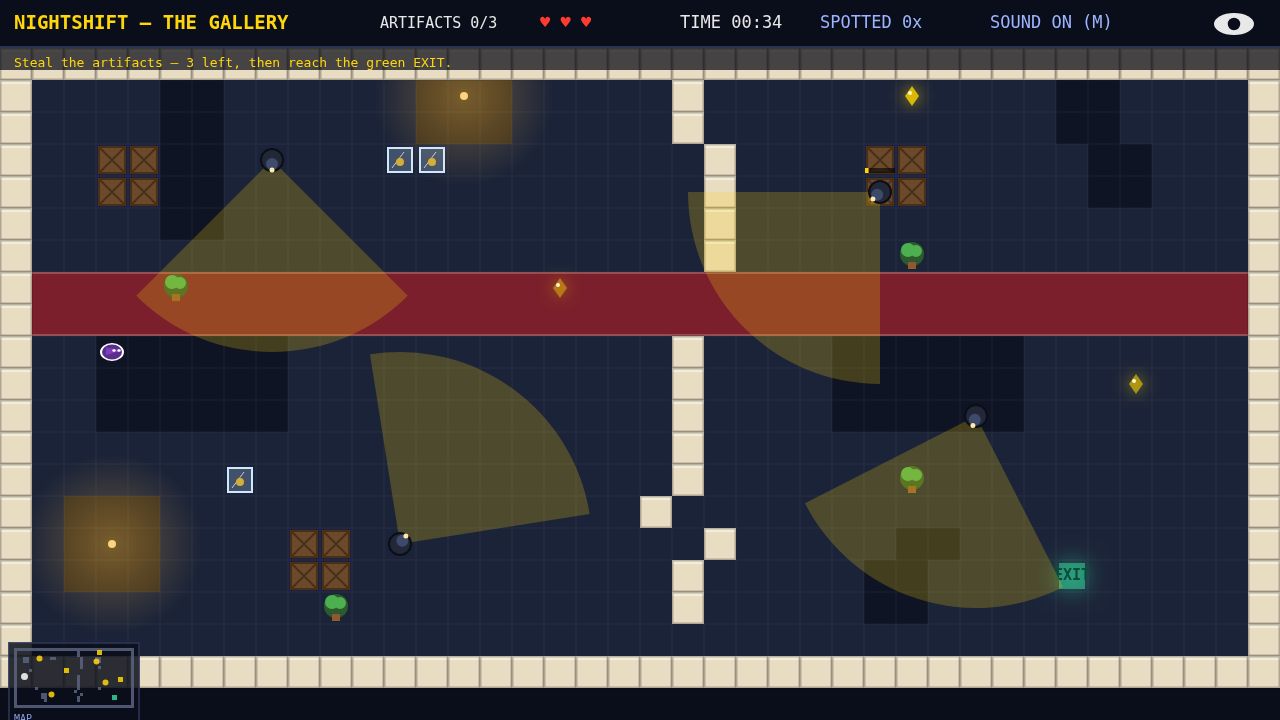 NIGHTSHIFT — THE GALLERY ARTIFACTS 0/3 ♥ ♥ ♥ TIME 00:34 SPOTTED 0x SOUND ON (M)
Steal the artifacts — 3 left, then reach the green EXIT.
EXIT
MAP